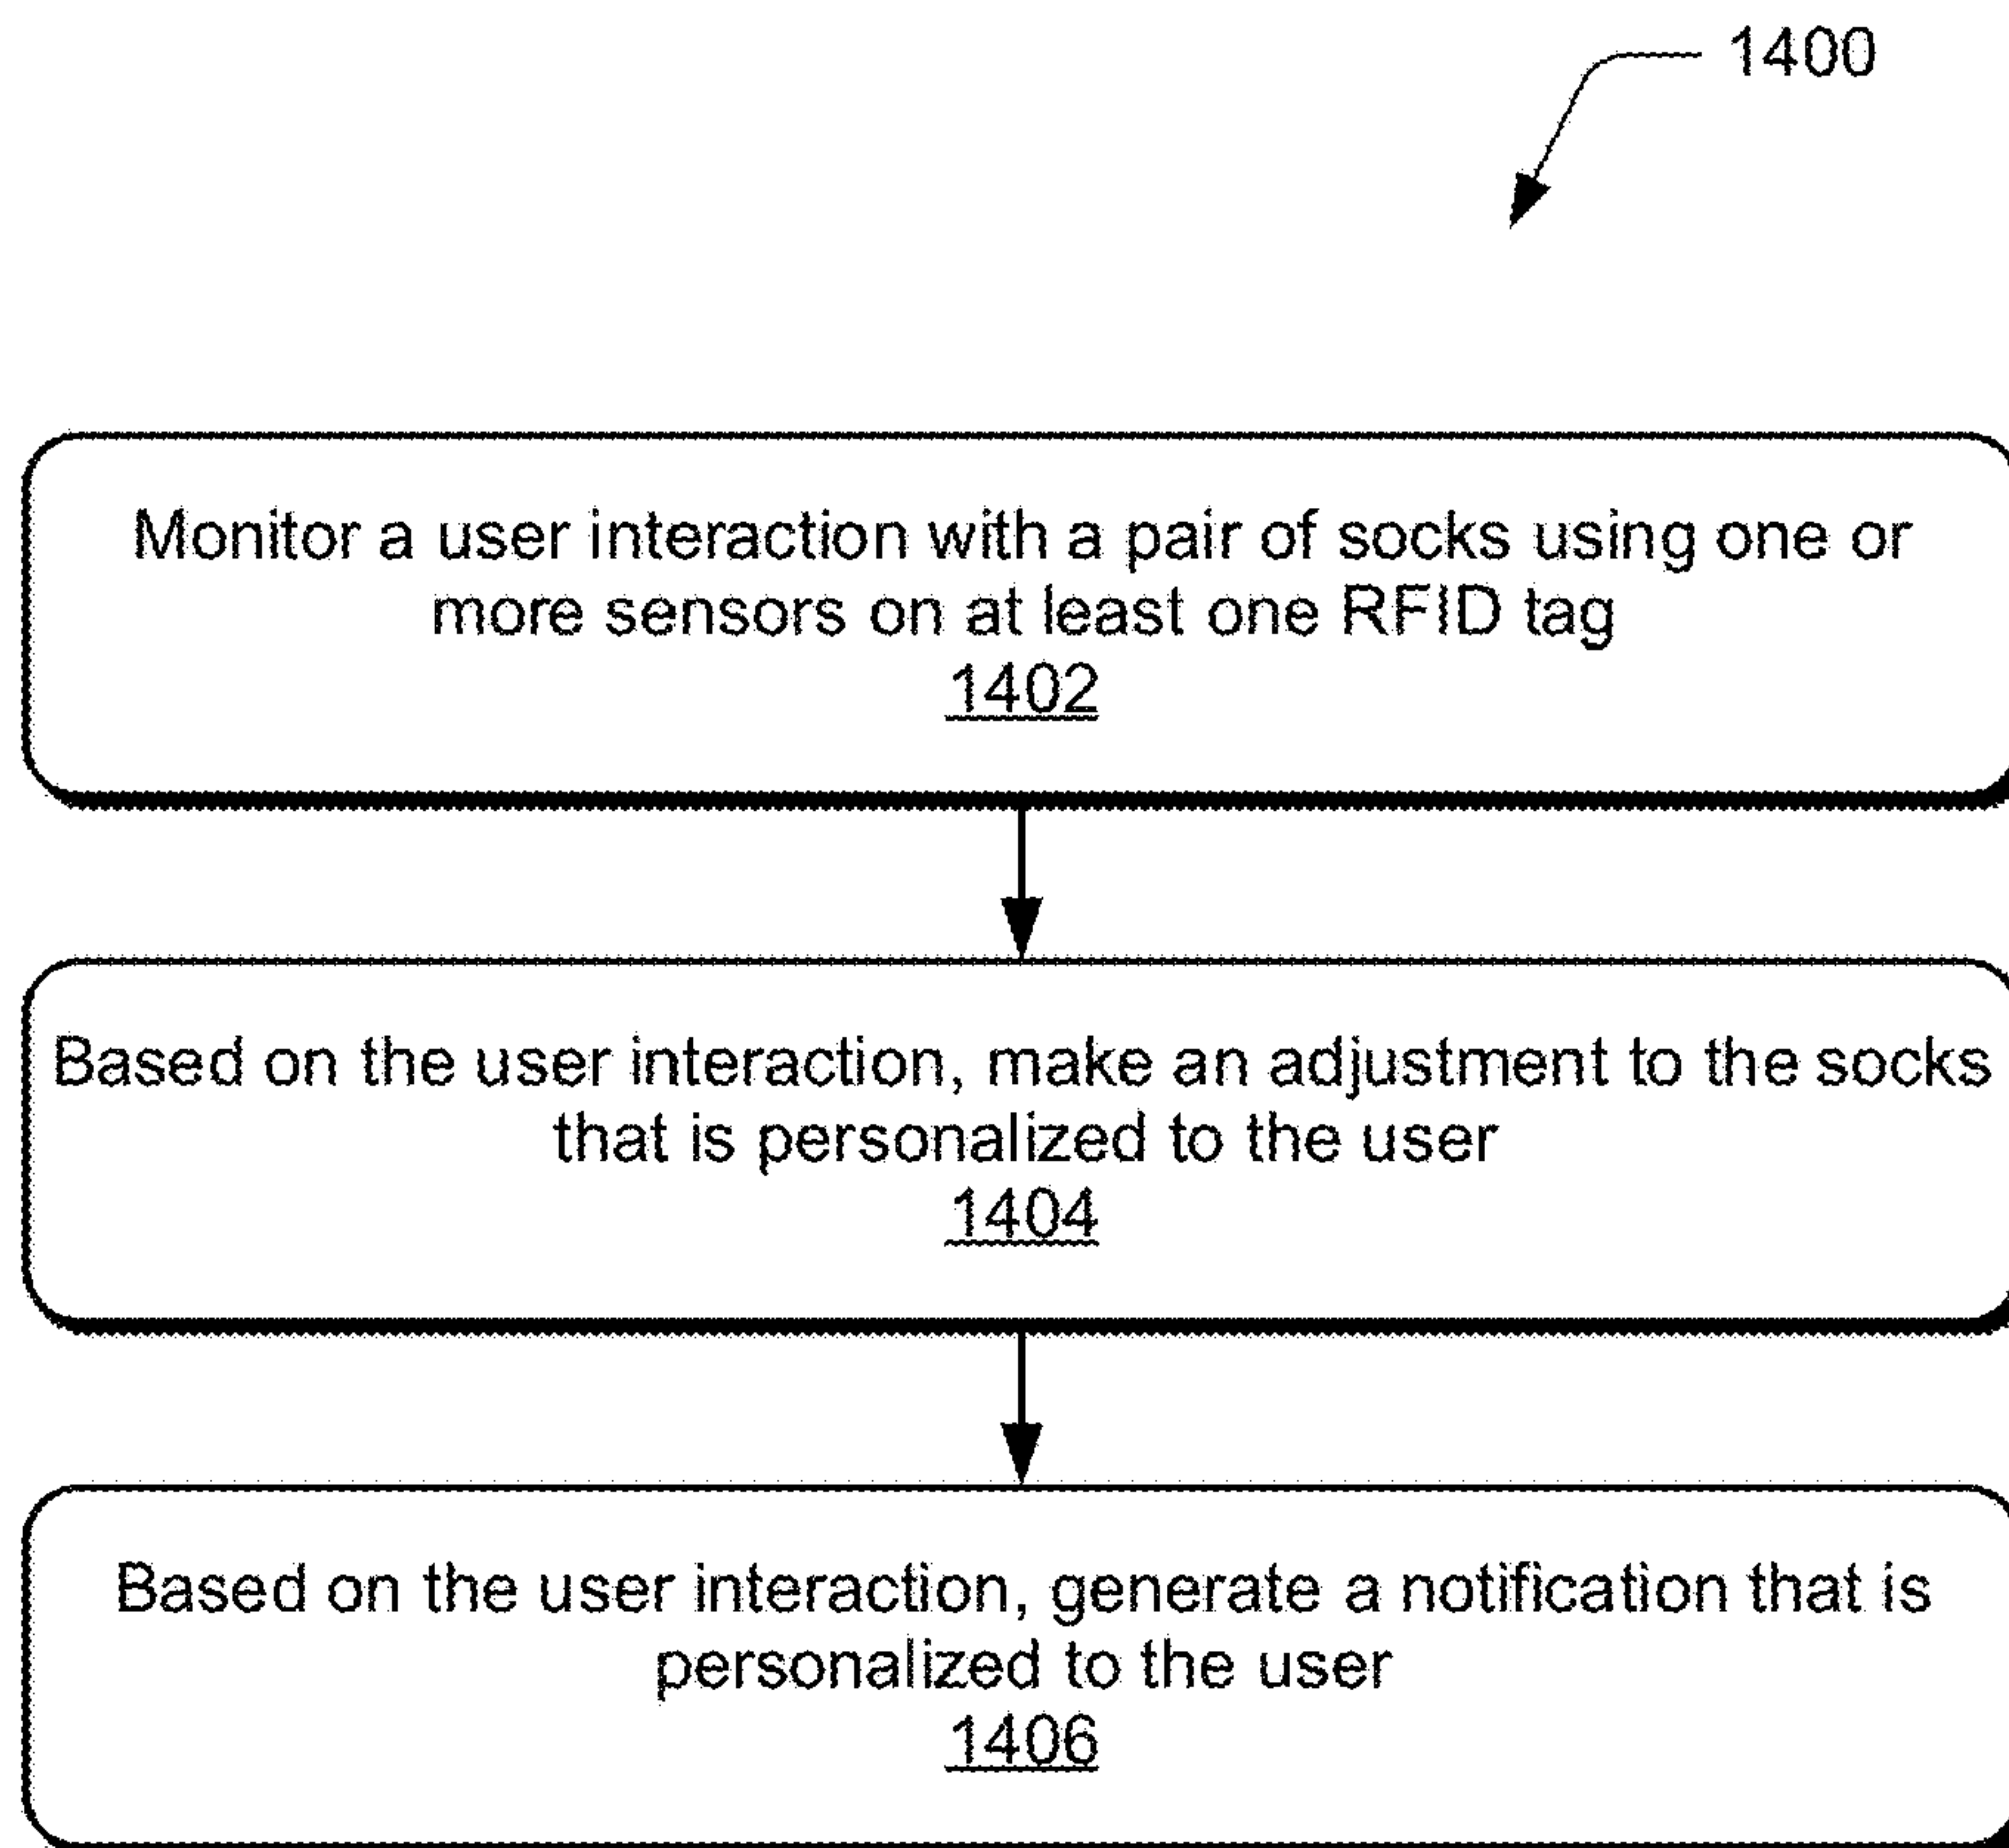 1400
Monitor a user interaction with a pair of socks using one or
more sensors on at least one RFID tag
1402
Based on the user interaction, make an adjustment to the socks
that is personalized to the user
1404
Based on the user interaction, generate a notification that is
personalized to the user
1406